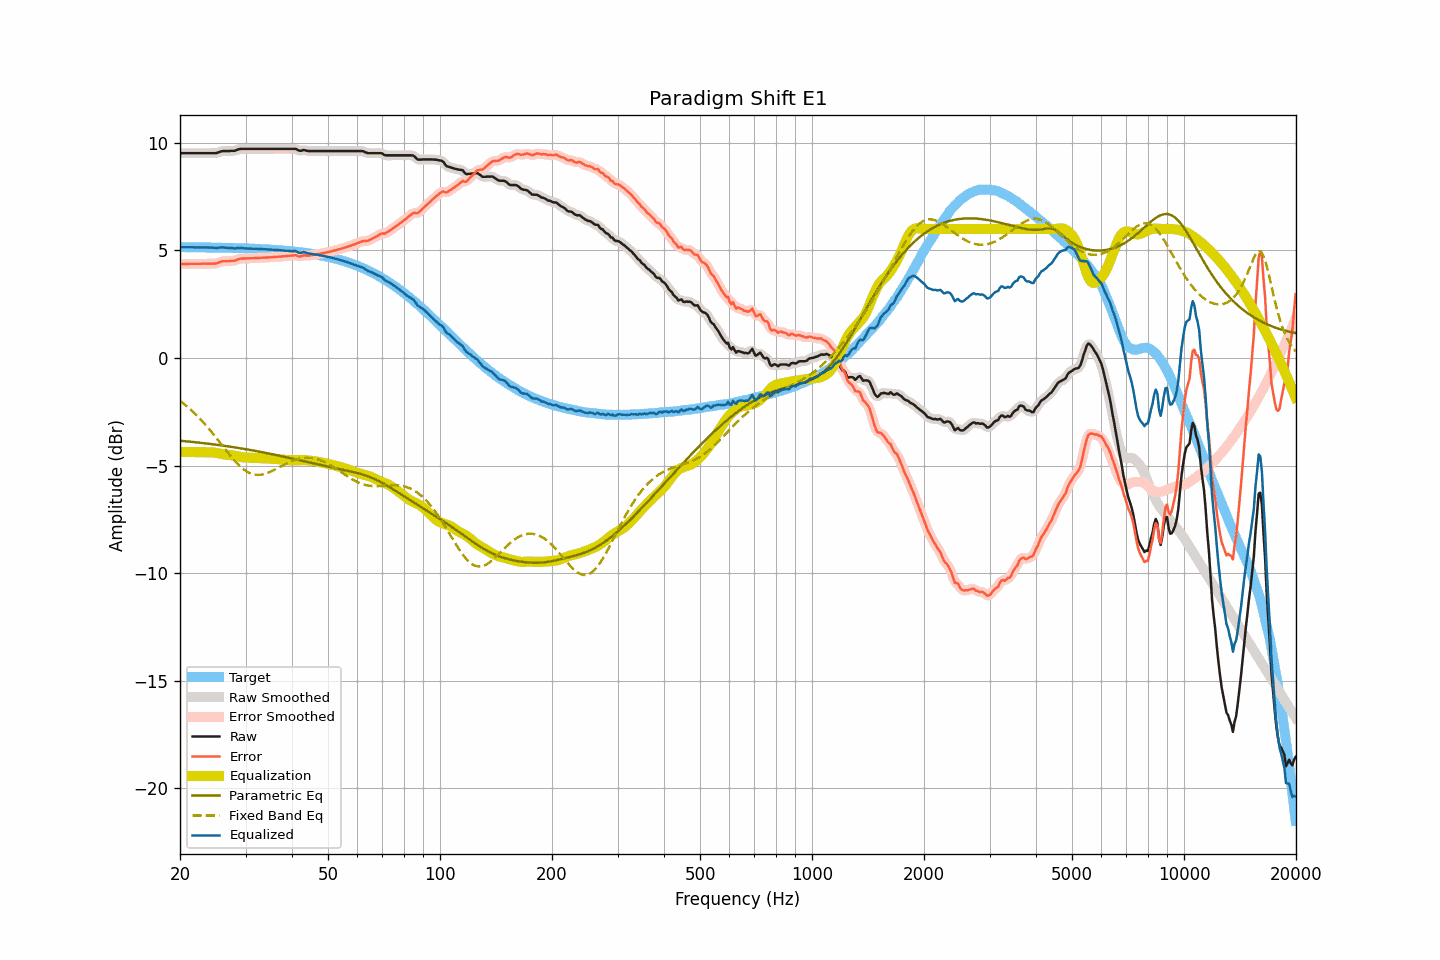 Paradigm Shift E1
10
5
0
−5
−10
−15
−20
Amplitude (dBr)
Target
Raw Smoothed
Error Smoothed
Raw
Error
Equalization
Parametric Eq
Fixed Band Eq
Equalized
20 50 100 200 500 1000 2000 5000 10000 20000
Frequency (Hz)